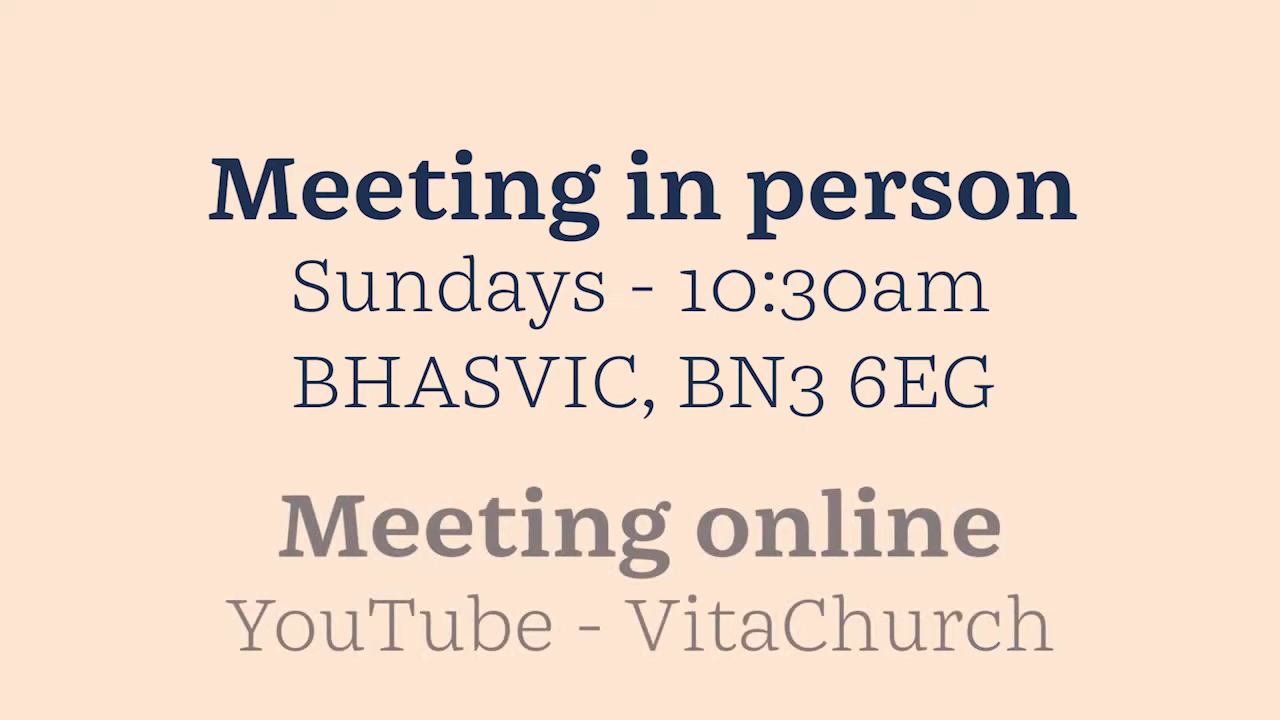 Meeting in person
Sundays - 10:30am
BHASVIC, BN3 6EG
Meeting online
YouTube - VitaChurch